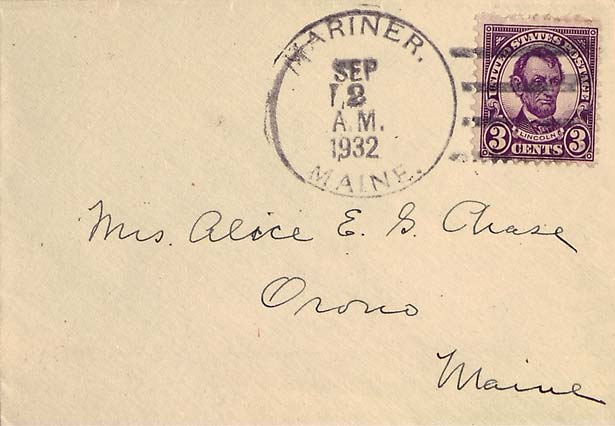 MARINER.
SEP
12
A.M.
1932
MAINE.
UNITED STATES POSTAGE
LINCOLN
3 CENTS 3
Mrs. Alice E. G. Chase
Orono
Maine